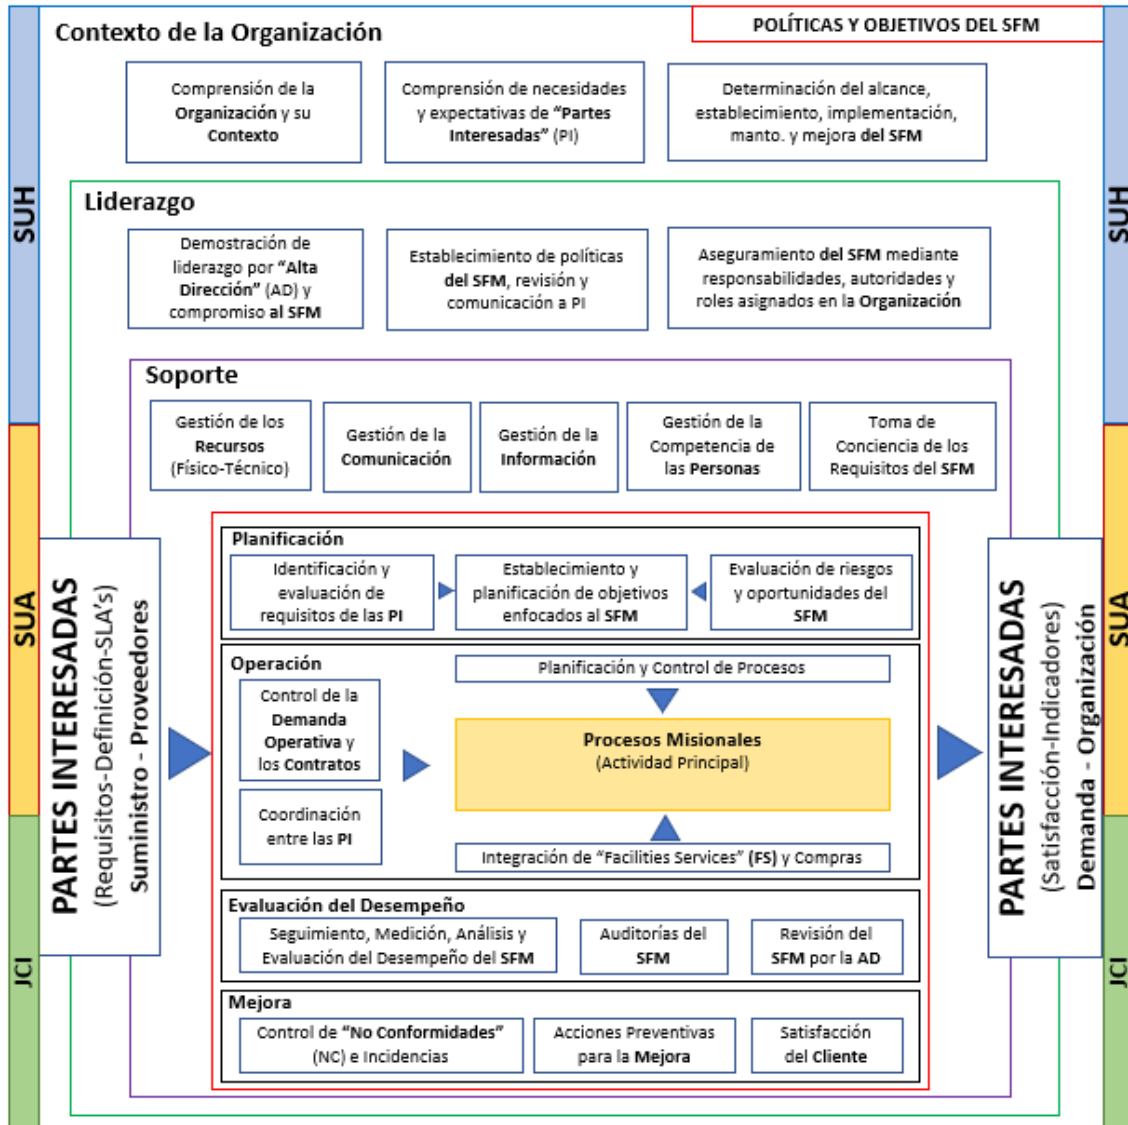 POLÍTICAS Y OBJETIVOS DEL SFM
Contexto de la Organización
Comprensión de la
Organización y su
Contexto
Comprensión de necesidades
y expectativas de “Partes
Interesadas” (PI)
Determinación del alcance,
establecimiento, implementación,
manto. y mejora del SFM
SUH
SUH
Liderazgo
Demostración de
liderazgo por “Alta
Dirección” (AD) y
compromiso al SFM
Establecimiento de políticas
del SFM, revisión y
comunicación a PI
Aseguramiento del SFM mediante
responsabilidades, autoridades y
roles asignados en la Organización
Soporte
Gestión de los
Recursos
(Físico-Técnico)
Gestión de la
Comunicación
Gestión de la
Información
Gestión de la
Competencia de
las Personas
Toma de
Conciencia de los
Requisitos del SFM
SUA
SUA
PARTES INTERESADAS
(Requisitos-Definición-SLA’s)
Suministro - Proveedores
Planificación
Identificación y
evaluación de
requisitos de las PI
Establecimiento y
planificación de objetivos
enfocados al SFM
Evaluación de riesgos
y oportunidades del
SFM
Operación
Control de la
Demanda
Operativa y
los Contratos
Coordinación
entre las PI
Planificación y Control de Procesos
Procesos Misionales
(Actividad Principal)
Integración de “Facilities Services” (FS) y Compras
PARTES INTERESADAS
(Satisfacción-Indicadores)
Demanda - Organización
Evaluación del Desempeño
Seguimiento, Medición, Análisis y
Evaluación del Desempeño del SFM
Auditorías del
SFM
Revisión del
SFM por la AD
JCI
JCI
Mejora
Control de “No Conformidades”
(NC) e Incidencias
Acciones Preventivas
para la Mejora
Satisfacción
del Cliente